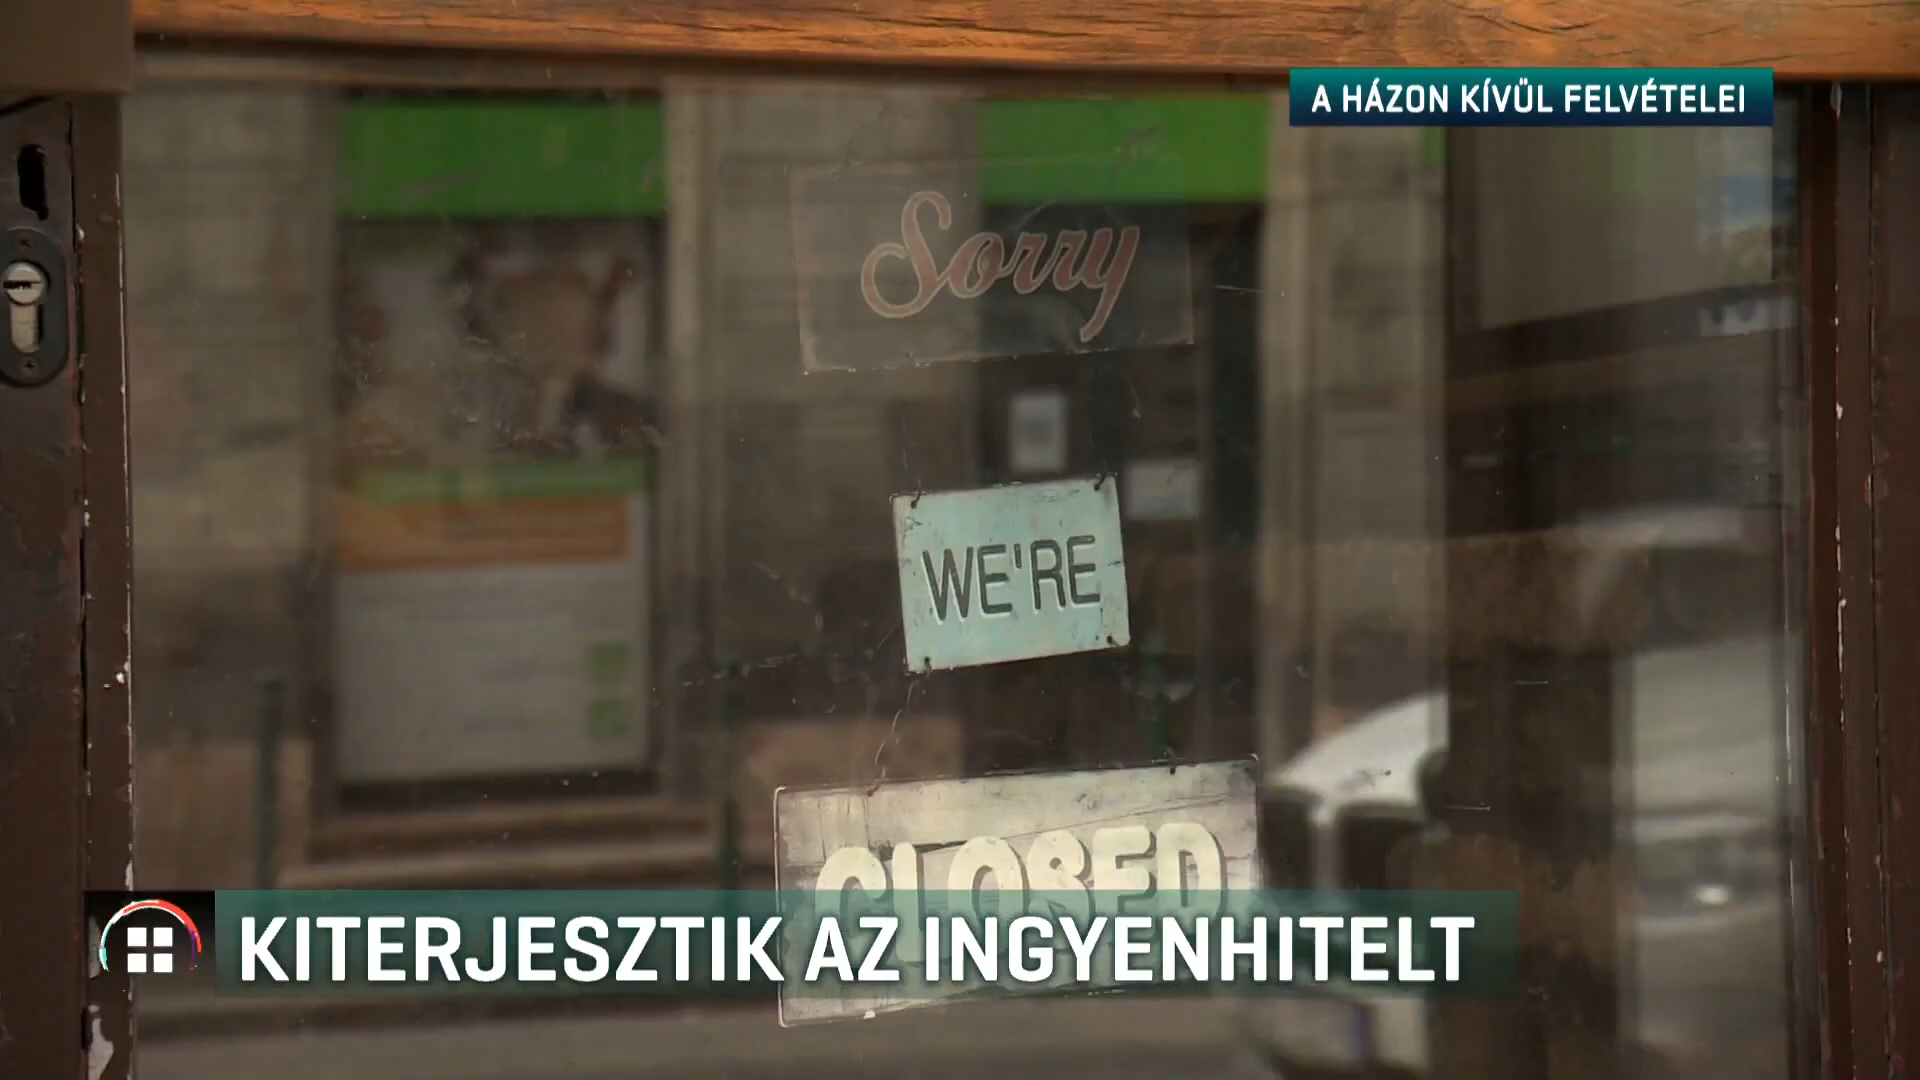 A HÁZON KÍVÜL FELVÉTELEI
Sorry
WE'RE
CLOSED
KITERJESZTIK AZ INGYENHITELT